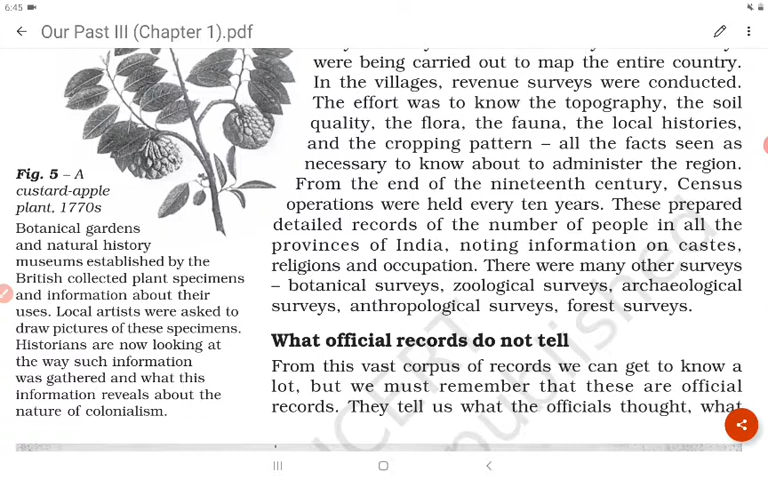 6:45
Our Past III (Chapter 1).pdf
were being carried out to map the entire country.
In the villages, revenue surveys were conducted.
The effort was to know the topography, the soil
quality, the flora, the fauna, the local histories,
and the cropping pattern – all the facts seen as
necessary to know about to administer the region.
From the end of the nineteenth century, Census
operations were held every ten years. These prepared
detailed records of the number of people in all the
provinces of India, noting information on castes,
religions and occupation. There were many other surveys
– botanical surveys, zoological surveys, archaeological
surveys, anthropological surveys, forest surveys.
Fig. 5 – A
custard-apple
plant, 1770s
Botanical gardens
and natural history
museums established by the
British collected plant specimens
and information about their
uses. Local artists were asked to
draw pictures of these specimens.
Historians are now looking at
the way such information
was gathered and what this
information reveals about the
nature of colonialism.
What official records do not tell
From this vast corpus of records we can get to know a
lot, but we must remember that these are official
records. They tell us what the officials thought, what
NCERT
published